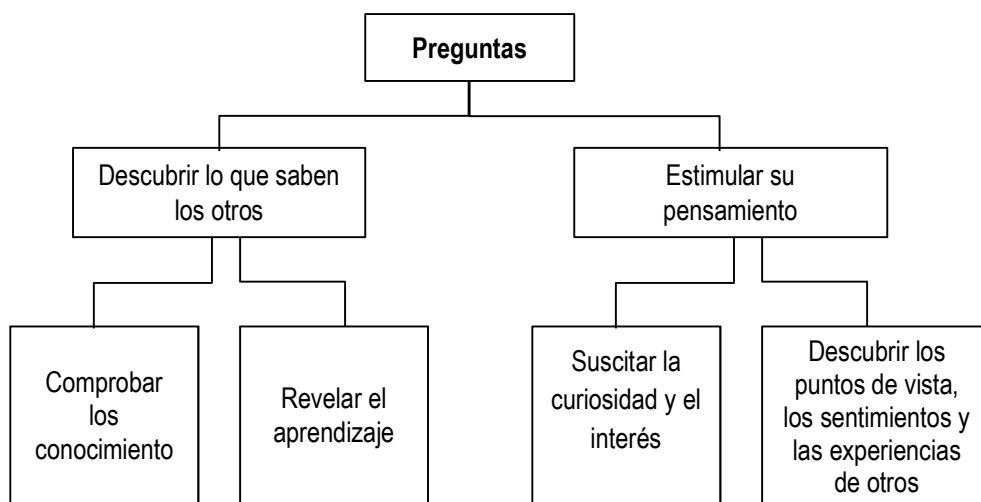 Preguntas
Descubrir lo que saben
los otros
Estimular su
pensamiento
Comprobar
los
conocimiento
Revelar el
aprendizaje
Suscitar la
curiosidad y el
interés
Descubrir los
puntos de vista,
los sentimientos y
las experiencias
de otros